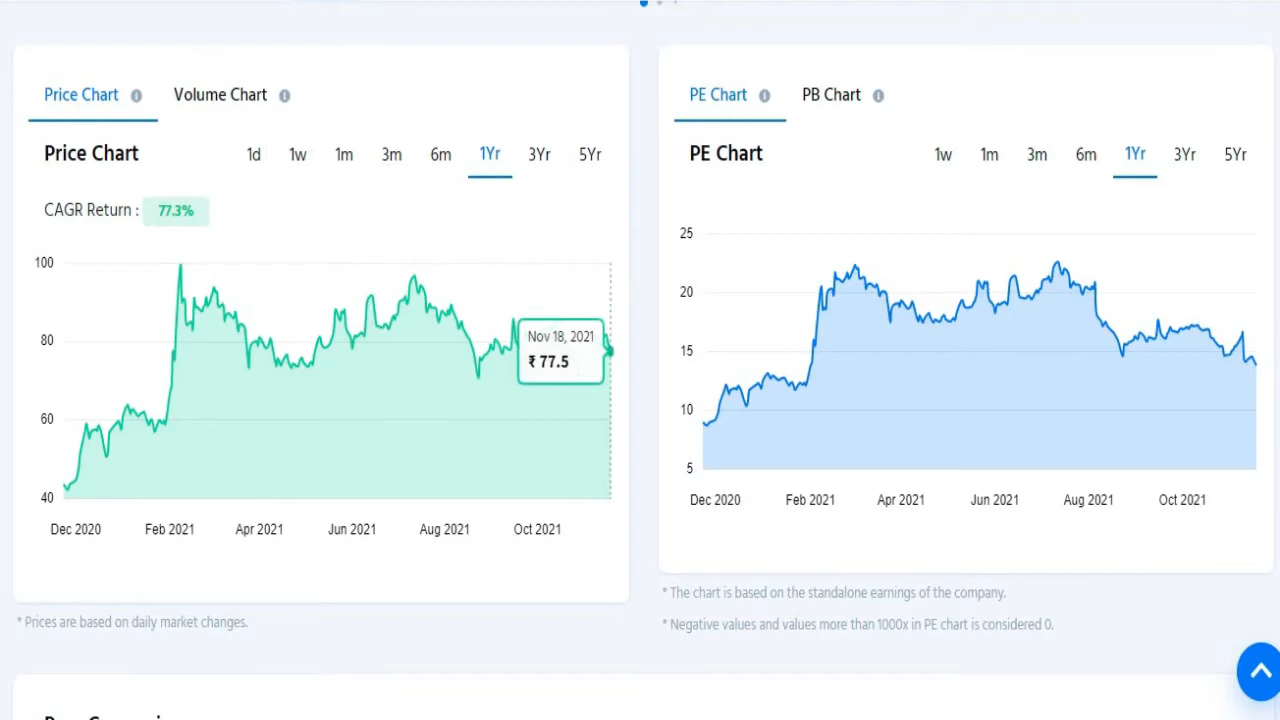 Price Chart
Volume Chart
Price Chart
1d 1w 1m 3m 6m 1Yr 3Yr 5Yr
CAGR Return : 77.3%
100
80
60
40
Nov 18, 2021
₹ 77.5
Dec 2020 Feb 2021 Apr 2021 Jun 2021 Aug 2021 Oct 2021
* Prices are based on daily market changes.
PE Chart
PB Chart
PE Chart
1w 1m 3m 6m 1Yr 3Yr 5Yr
25
20
15
10
5
Dec 2020 Feb 2021 Apr 2021 Jun 2021 Aug 2021 Oct 2021
* The chart is based on the standalone earnings of the company.
* Negative values and values more than 1000x in PE chart is considered 0.